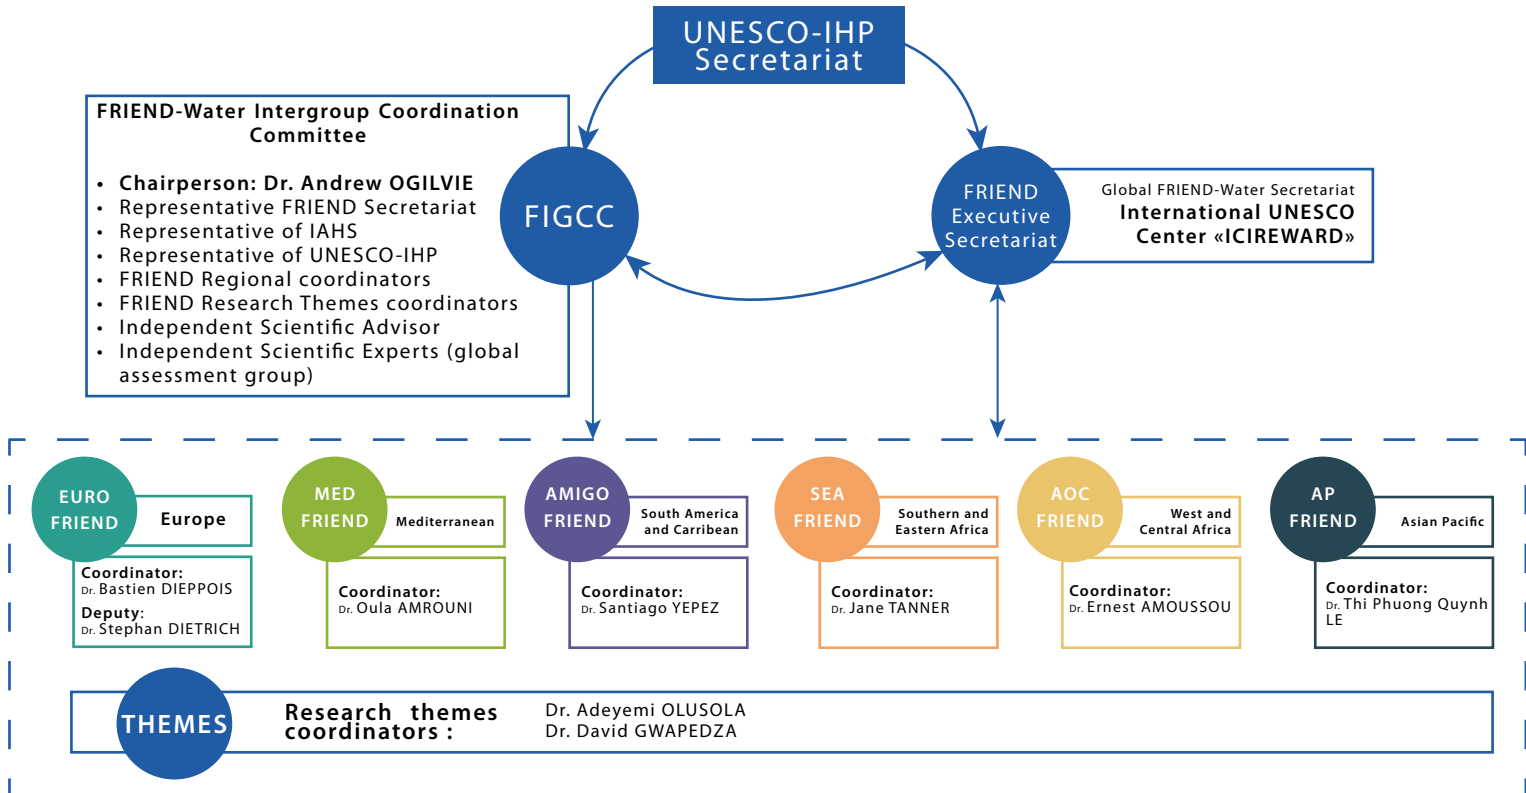 UNESCO-IHP
Secretariat
FRIEND-Water Intergroup Coordination
Committee
• Chairperson: Dr. Andrew OGILVIE
• Representative FRIEND Secretariat
• Representative of IAHS
• Representative of UNESCO-IHP
• FRIEND Regional coordinators
• FRIEND Research Themes coordinators
• Independent Scientific Advisor
• Independent Scientific Experts (global
assessment group)
FIGCC
FRIEND
Executive
Secretariat
Global FRIEND-Water Secretariat
International UNESCO
Center «ICIREWARD»
EURO
FRIEND
Europe
Coordinator:
Dr. Bastien DIEPPOIS
Deputy:
Dr. Stephan DIETRICH
MED
FRIEND
Mediterranean
Coordinator:
Dr. Oula AMROUNI
AMIGO
FRIEND
South America
and Carribean
Coordinator:
Dr. Santiago YEPEZ
SEA
FRIEND
Southern and
Eastern Africa
Coordinator:
Dr. Jane TANNER
AOC
FRIEND
West and
Central Africa
Coordinator:
Dr. Ernest AMOUSSOU
AP
FRIEND
Asian Pacific
Coordinator:
Dr. Thi Phuong Quynh
LE
THEMES
Research themes
coordinators :
Dr. Adeyemi OLUSOLA
Dr. David GWAPEDZA